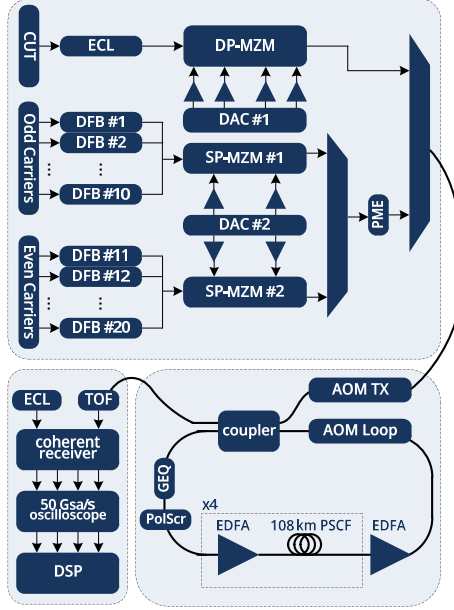 CUT
ECL
DP-MZM
DAC #1
Odd Carriers
DFB #1
DFB #2
...
...
DFB #10
SP-MZM #1
DAC #2
PME
Even Carriers
DFB #11
DFB #12
...
...
DFB #20
SP-MZM #2
ECL
TOF
coherent
receiver
50 Gsa/s
oscilloscope
DSP
AOM TX
coupler
AOM Loop
GEQ
PolScr
x4
EDFA
108 km PSCF
EDFA